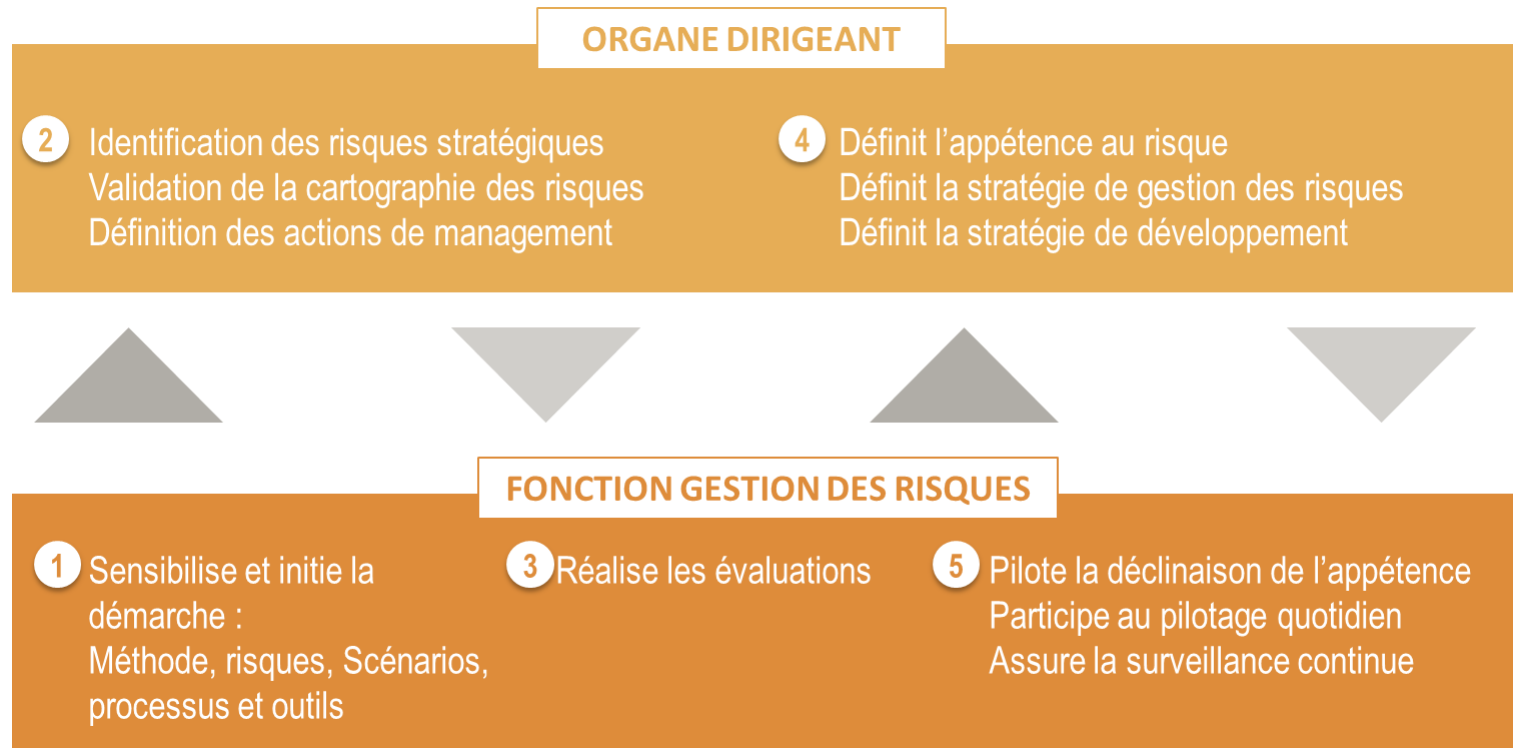 ORGANE DIRIGEANT
2 Identification des risques stratégiques
Validation de la cartographie des risques
Définition des actions de management
4 Définit l’appétence au risque
Définit la stratégie de gestion des risques
Définit la stratégie de développement
FONCTION GESTION DES RISQUES
1 Sensibilise et initie la
démarche :
Méthode, risques, Scénarios,
processus et outils
3 Réalise les évaluations
5 Pilote la déclinaison de l’appétence
Participe au pilotage quotidien
Assure la surveillance continue